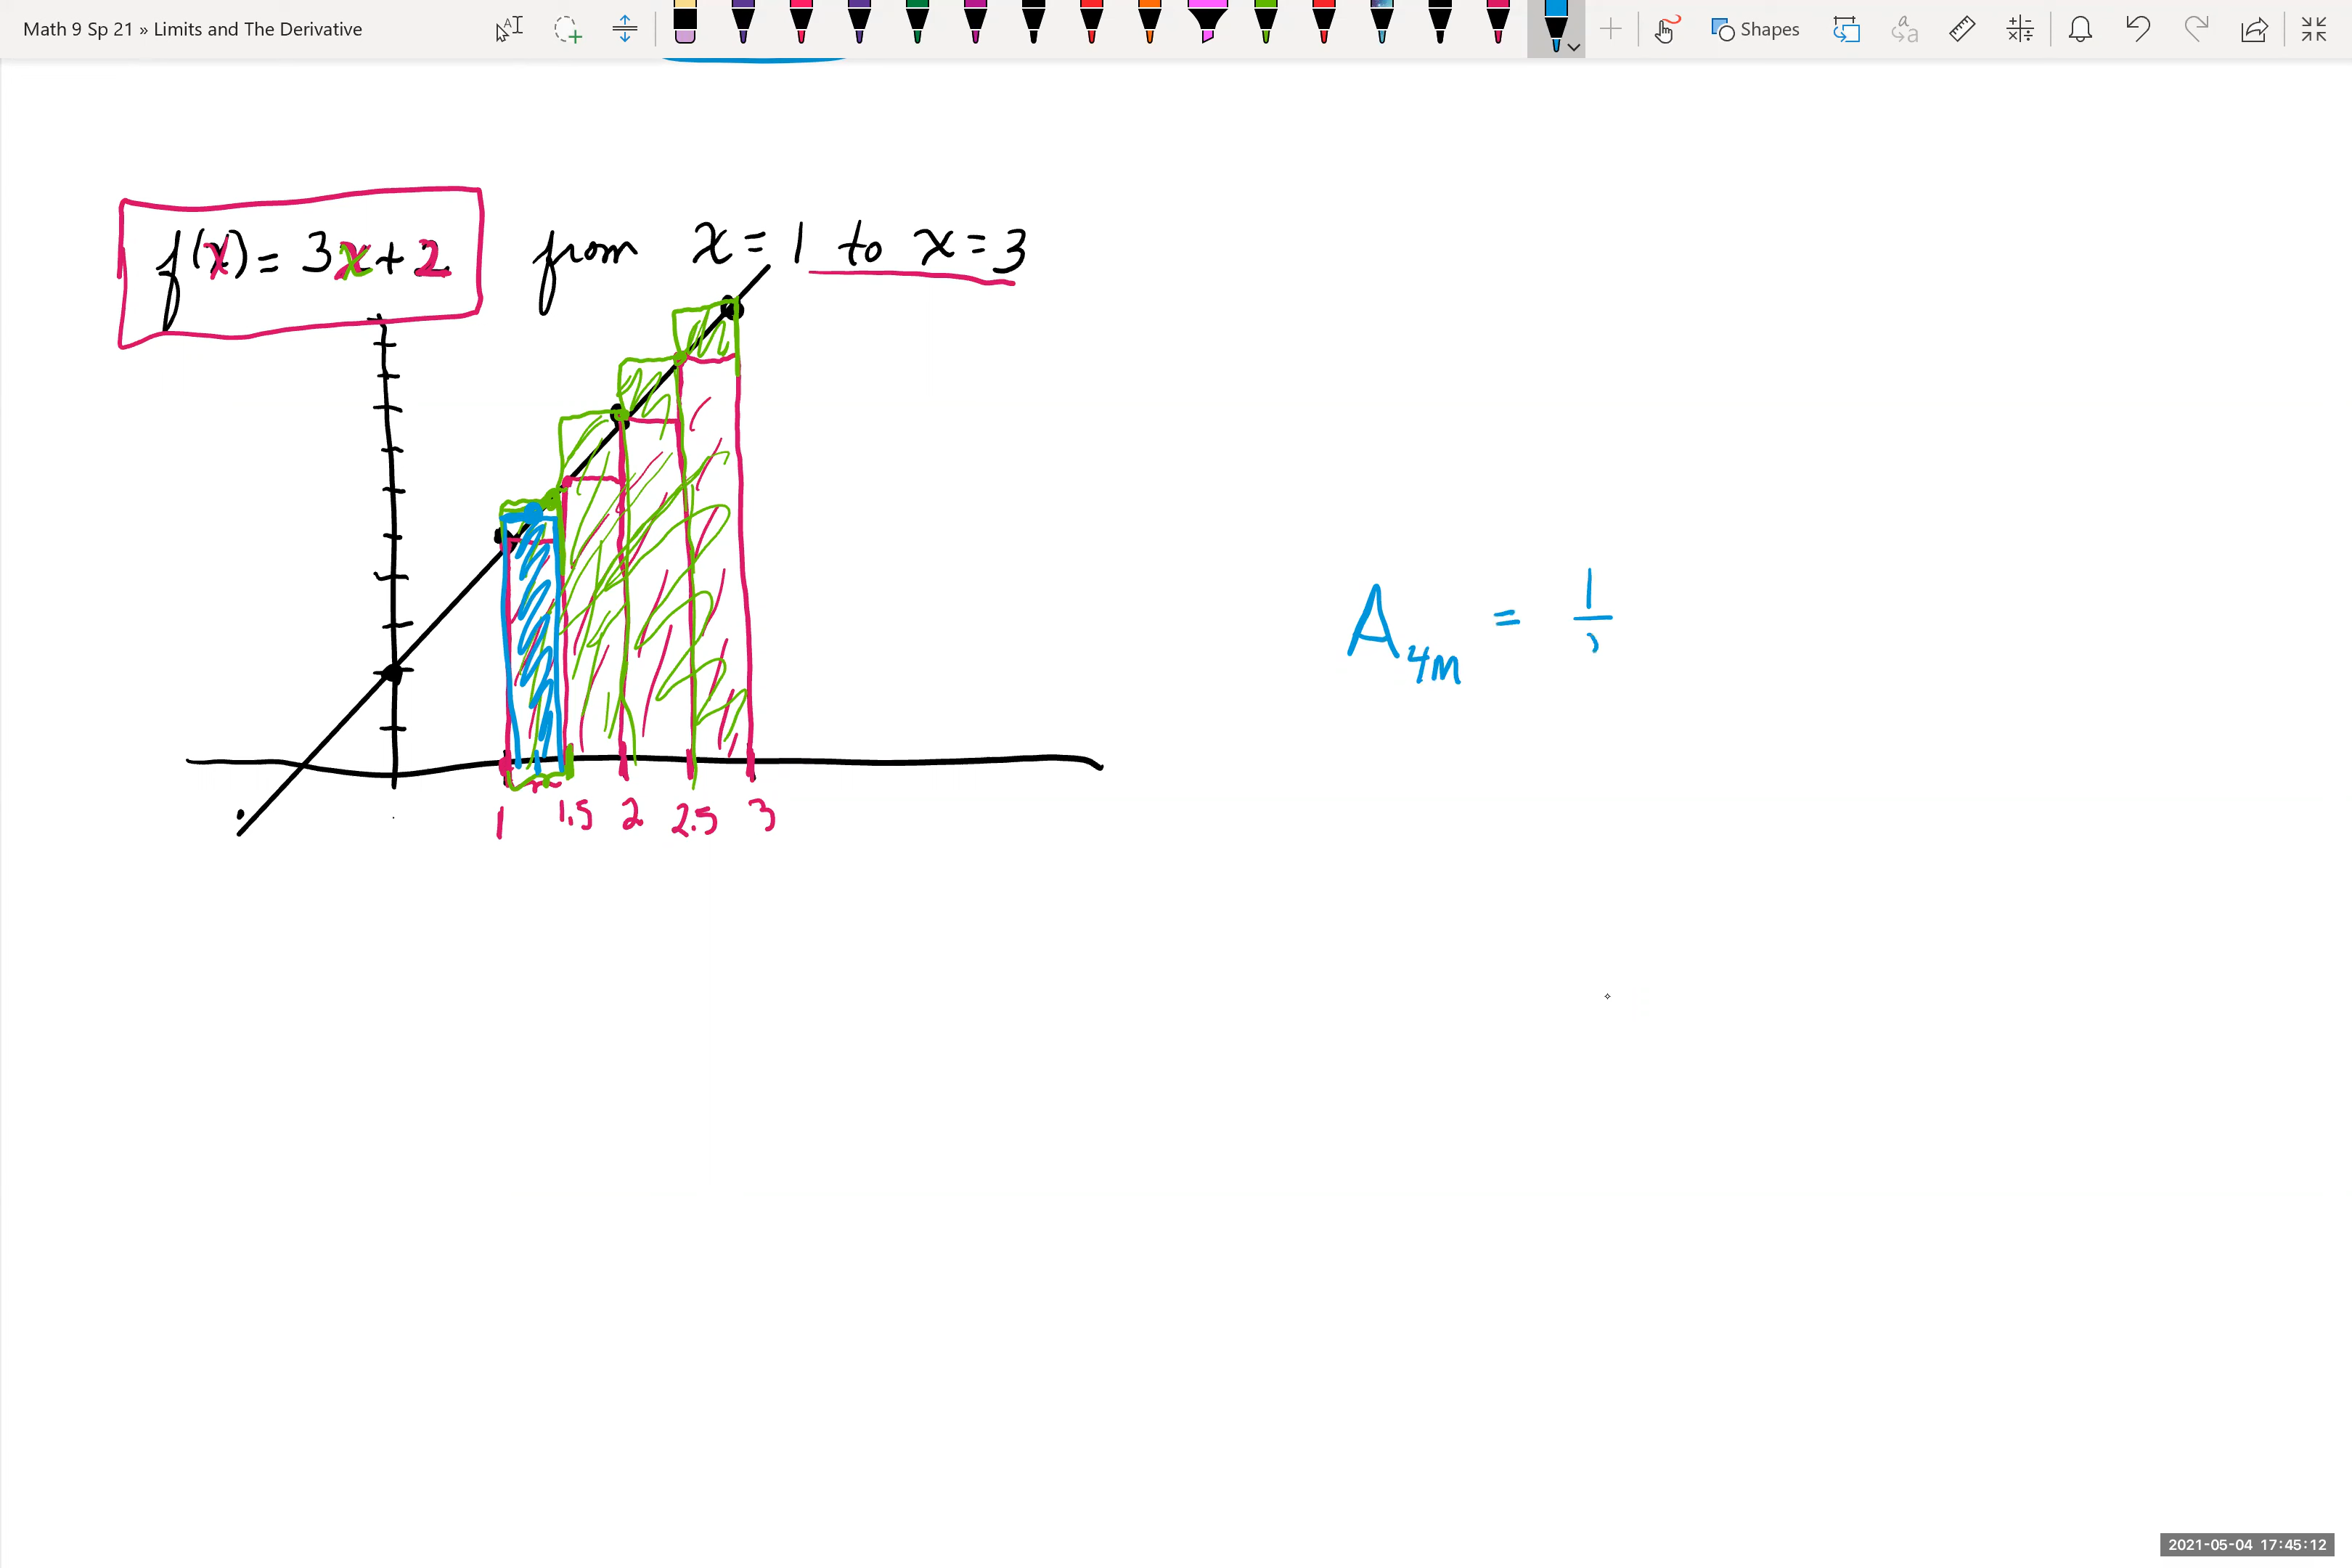 Math 9 Sp 21 » Limits and The Derivative
Shapes
f(x) = 3x + 2 from x = 1 to x = 3
A4m = 1
1 1.5 2 2.5 3
2021-05-04 17:45:12